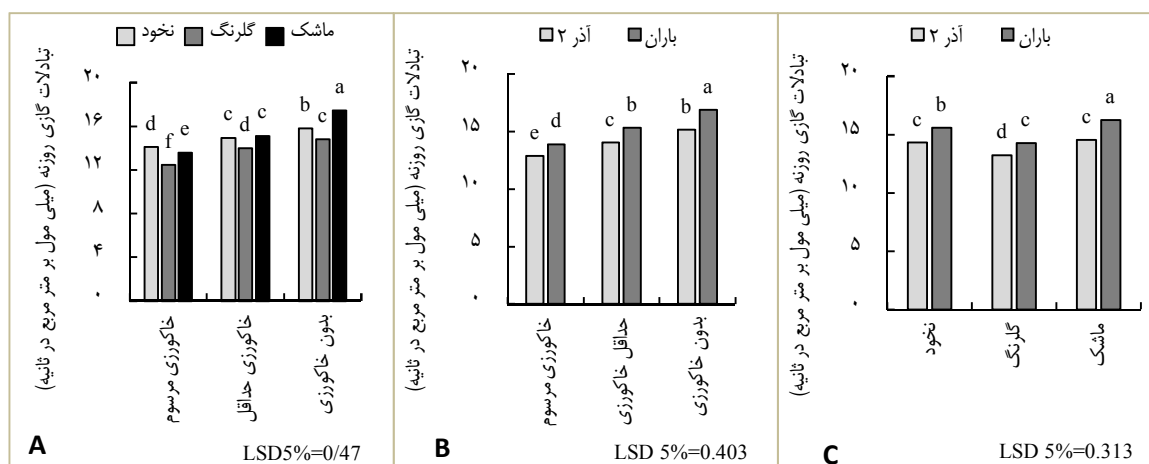 نخود گلرنگ ماشک
تبادلات گازی روزنه (میلی مول بر متر مربع در ثانیه)
۲۰
۱۶
۱۲
۸
۴
۰
d f e c d c b c a
خاکورزی مرسوم
خاکورزی حداقل
بدون خاکورزی
A
LSD5%=0/47
آذر ۲ باران
تبادلات گازی روزنه (میلی مول بر متر مربع در ثانیه)
۲۰
۱۵
۱۰
۵
۰
e d c b b a
خاکورزی مرسوم
حداقل خاکورزی
بدون خاکورزی
B
LSD 5%=0.403
آذر ۲ باران
تبادلات گازی روزنه (میلی مول بر متر مربع در ثانیه)
۲۰
۱۵
۱۰
۵
۰
c b d c c a
نخود
گلرنگ
ماشک
C
LSD 5%=0.313